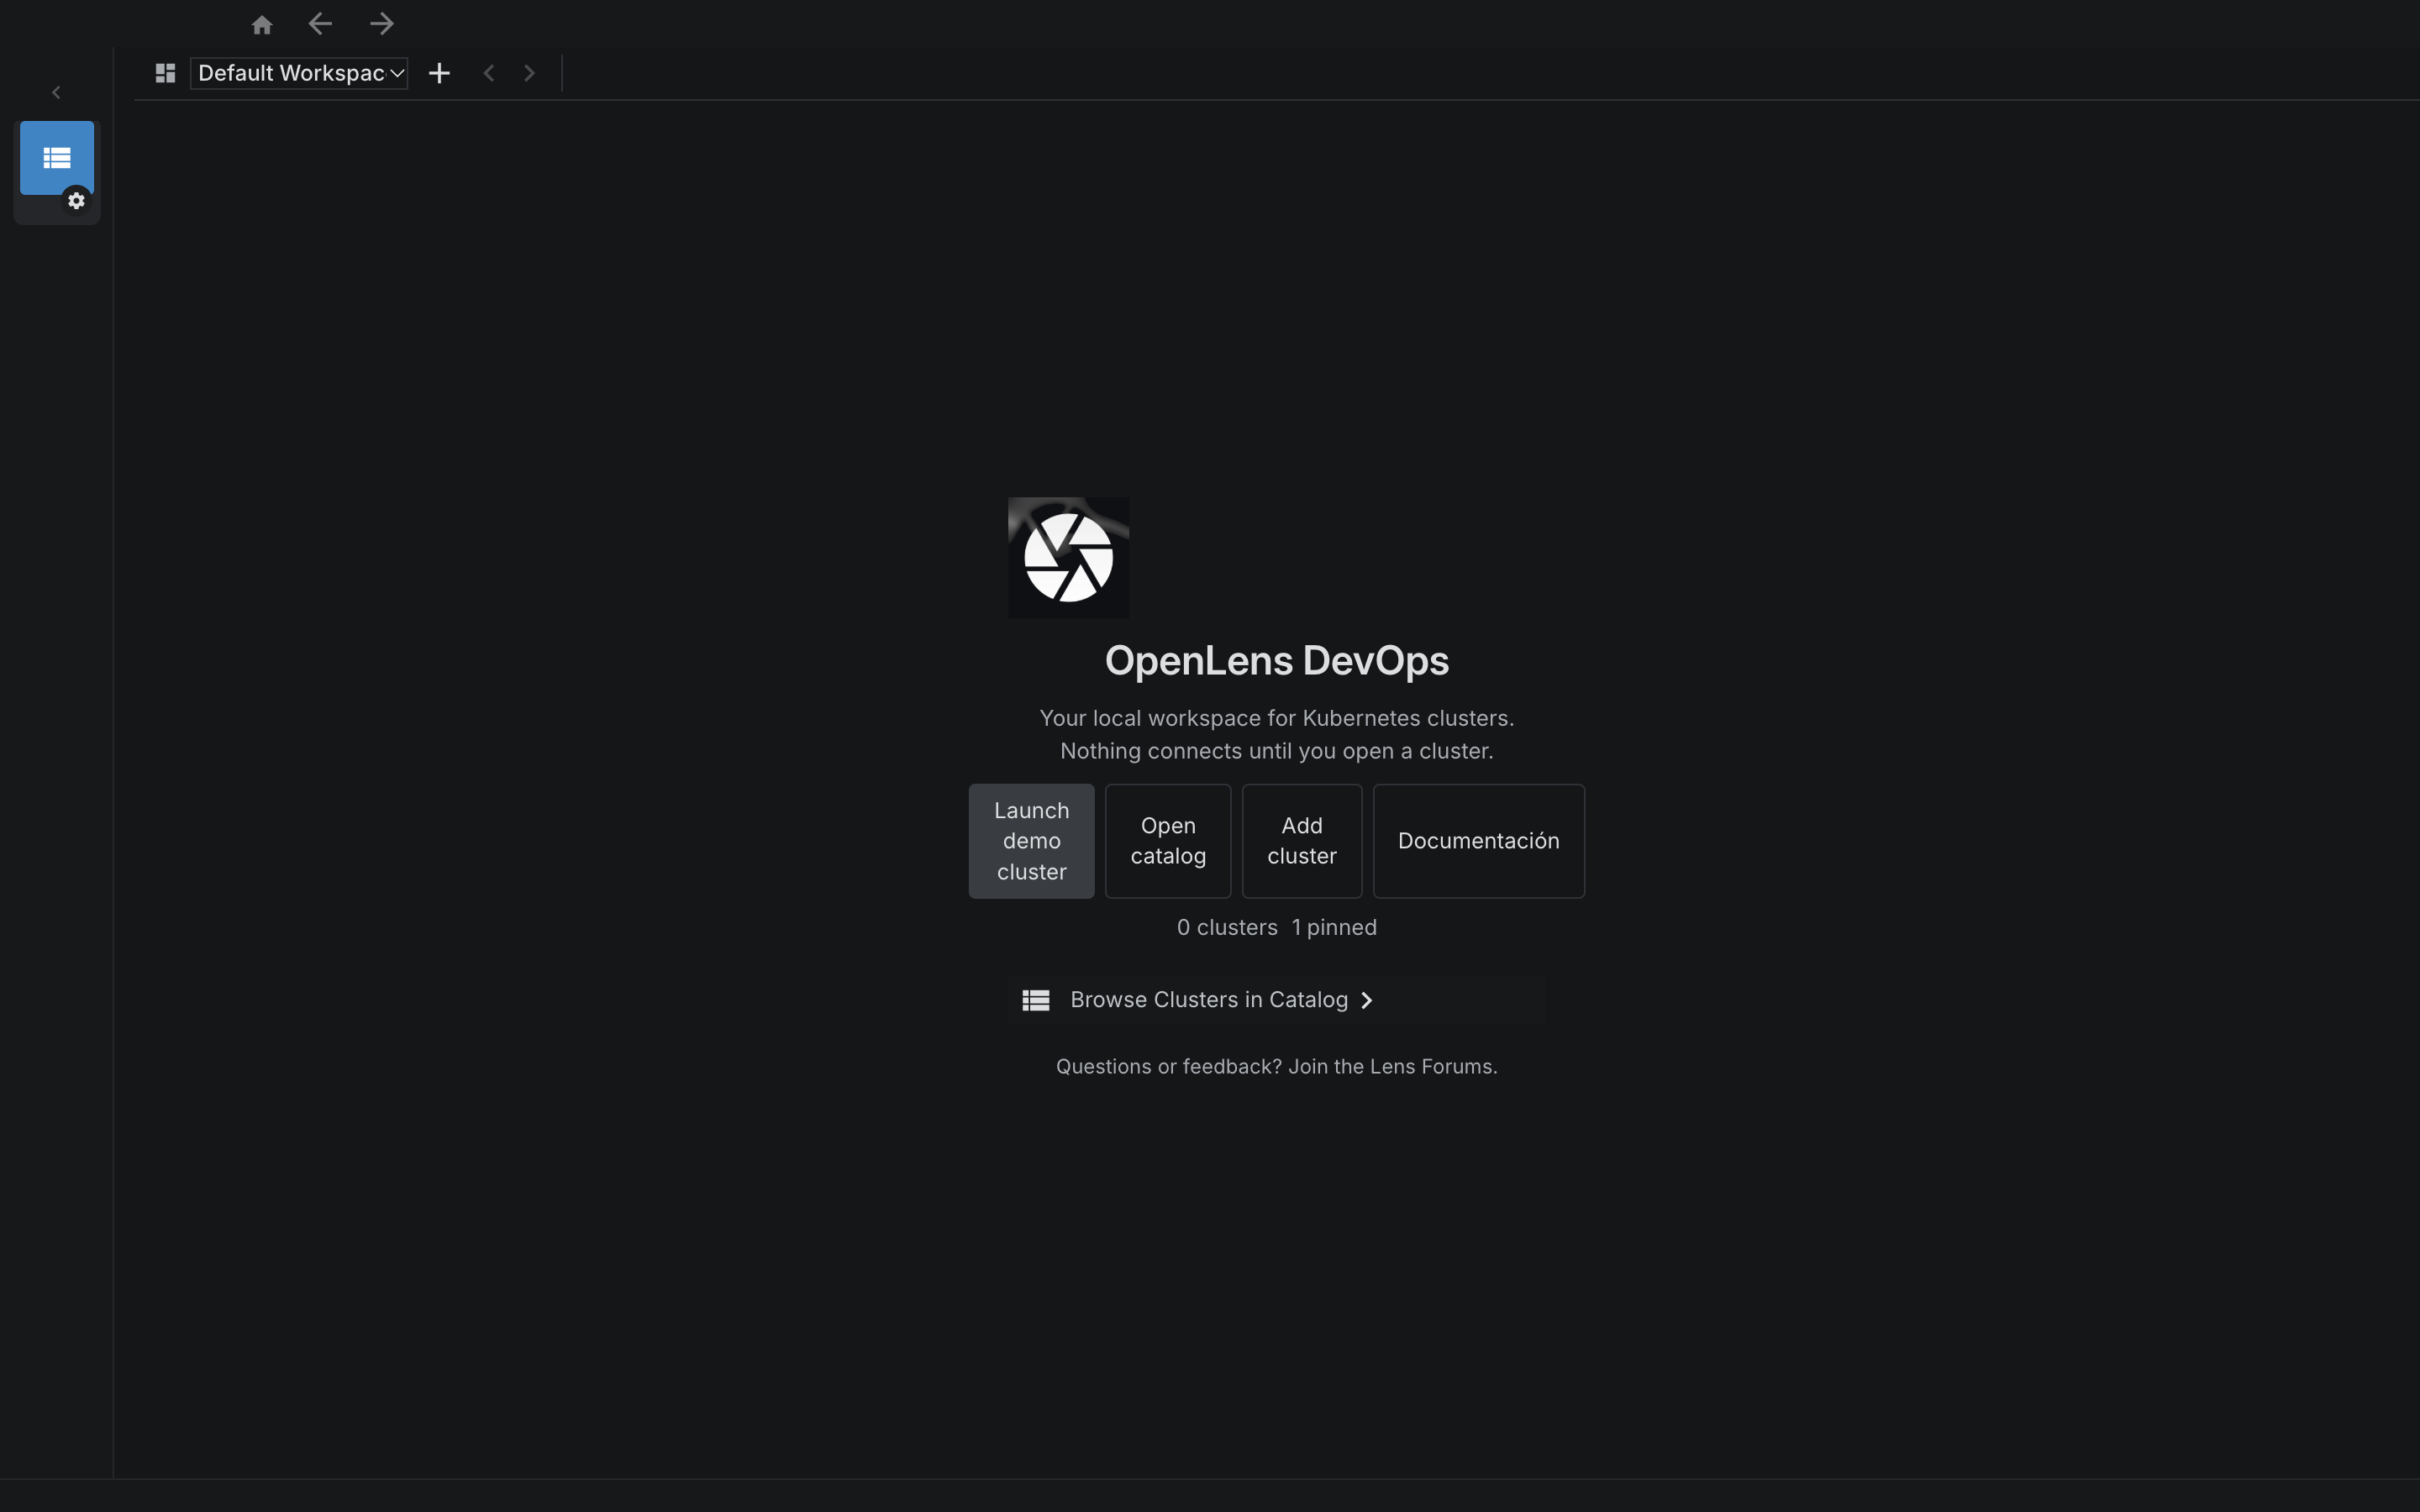 Default Workspac
OpenLens DevOps
Your local workspace for Kubernetes clusters.
Nothing connects until you open a cluster.
Launch
demo
cluster
Open
catalog
Add
cluster
Documentación
0 clusters 1 pinned
Browse Clusters in Catalog
Questions or feedback? Join the Lens Forums.